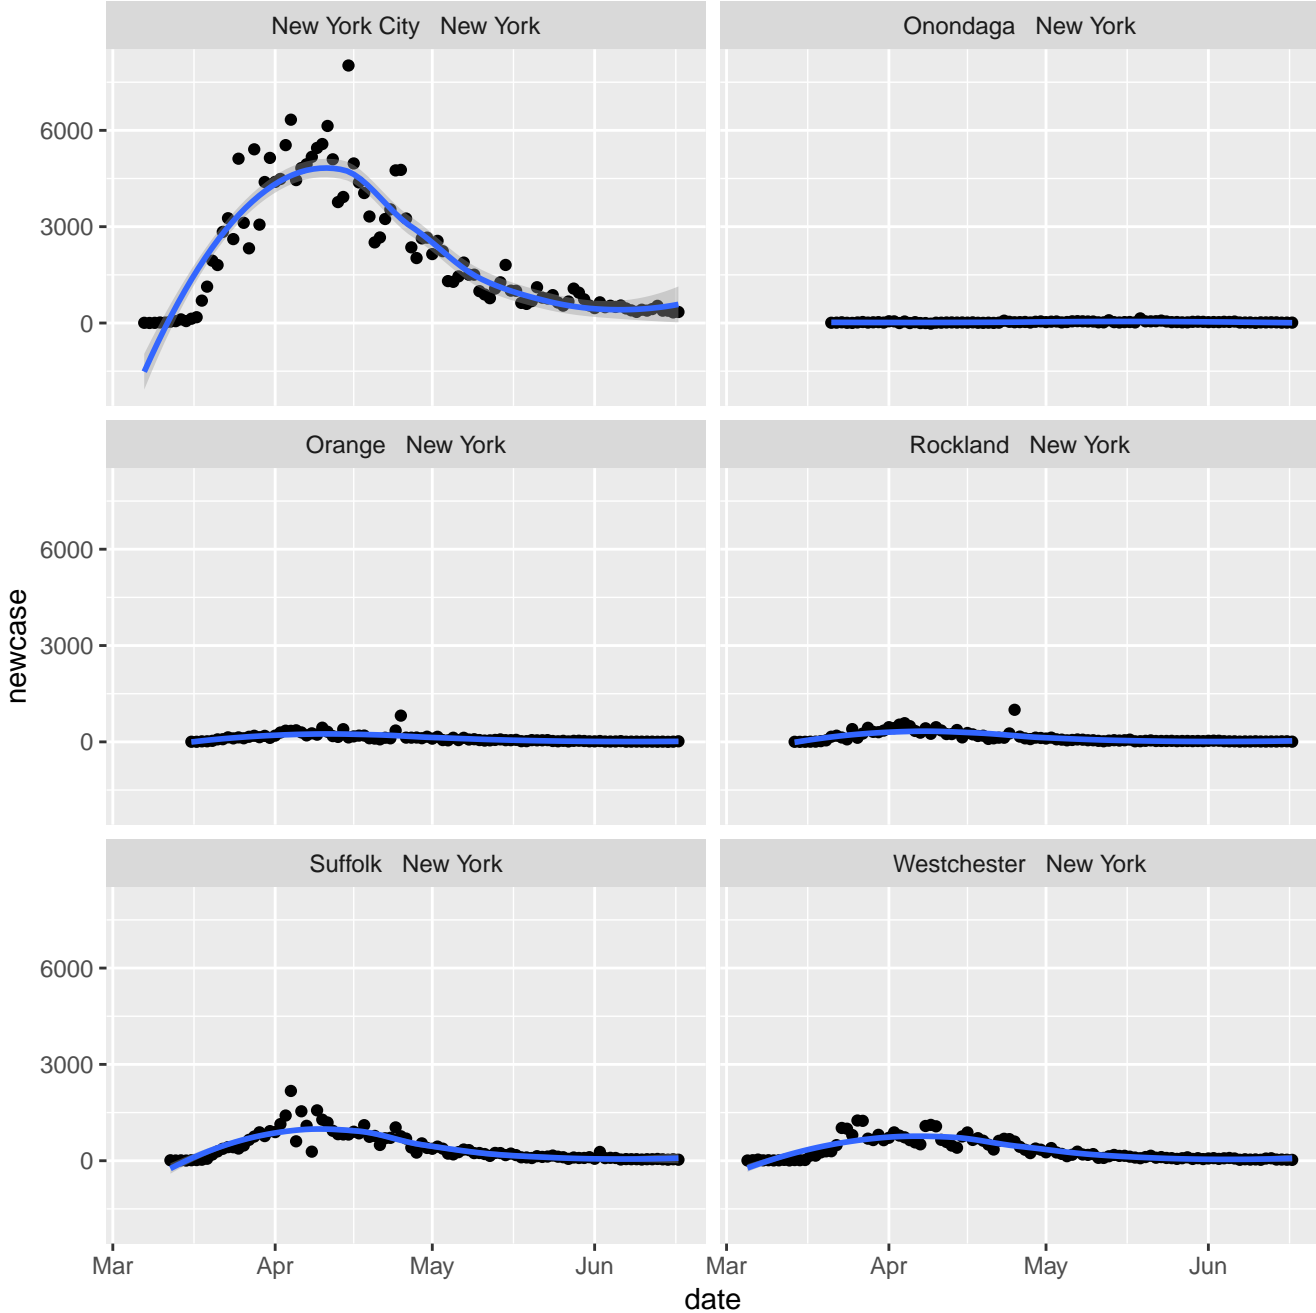 New York City   New York
Onondaga   New York
6000
3000
0
Orange   New York
Rockland   New York
6000
3000
0
newcase
Suffolk   New York
Westchester   New York
6000
3000
0
Mar Apr May Jun
Mar Apr May Jun
date